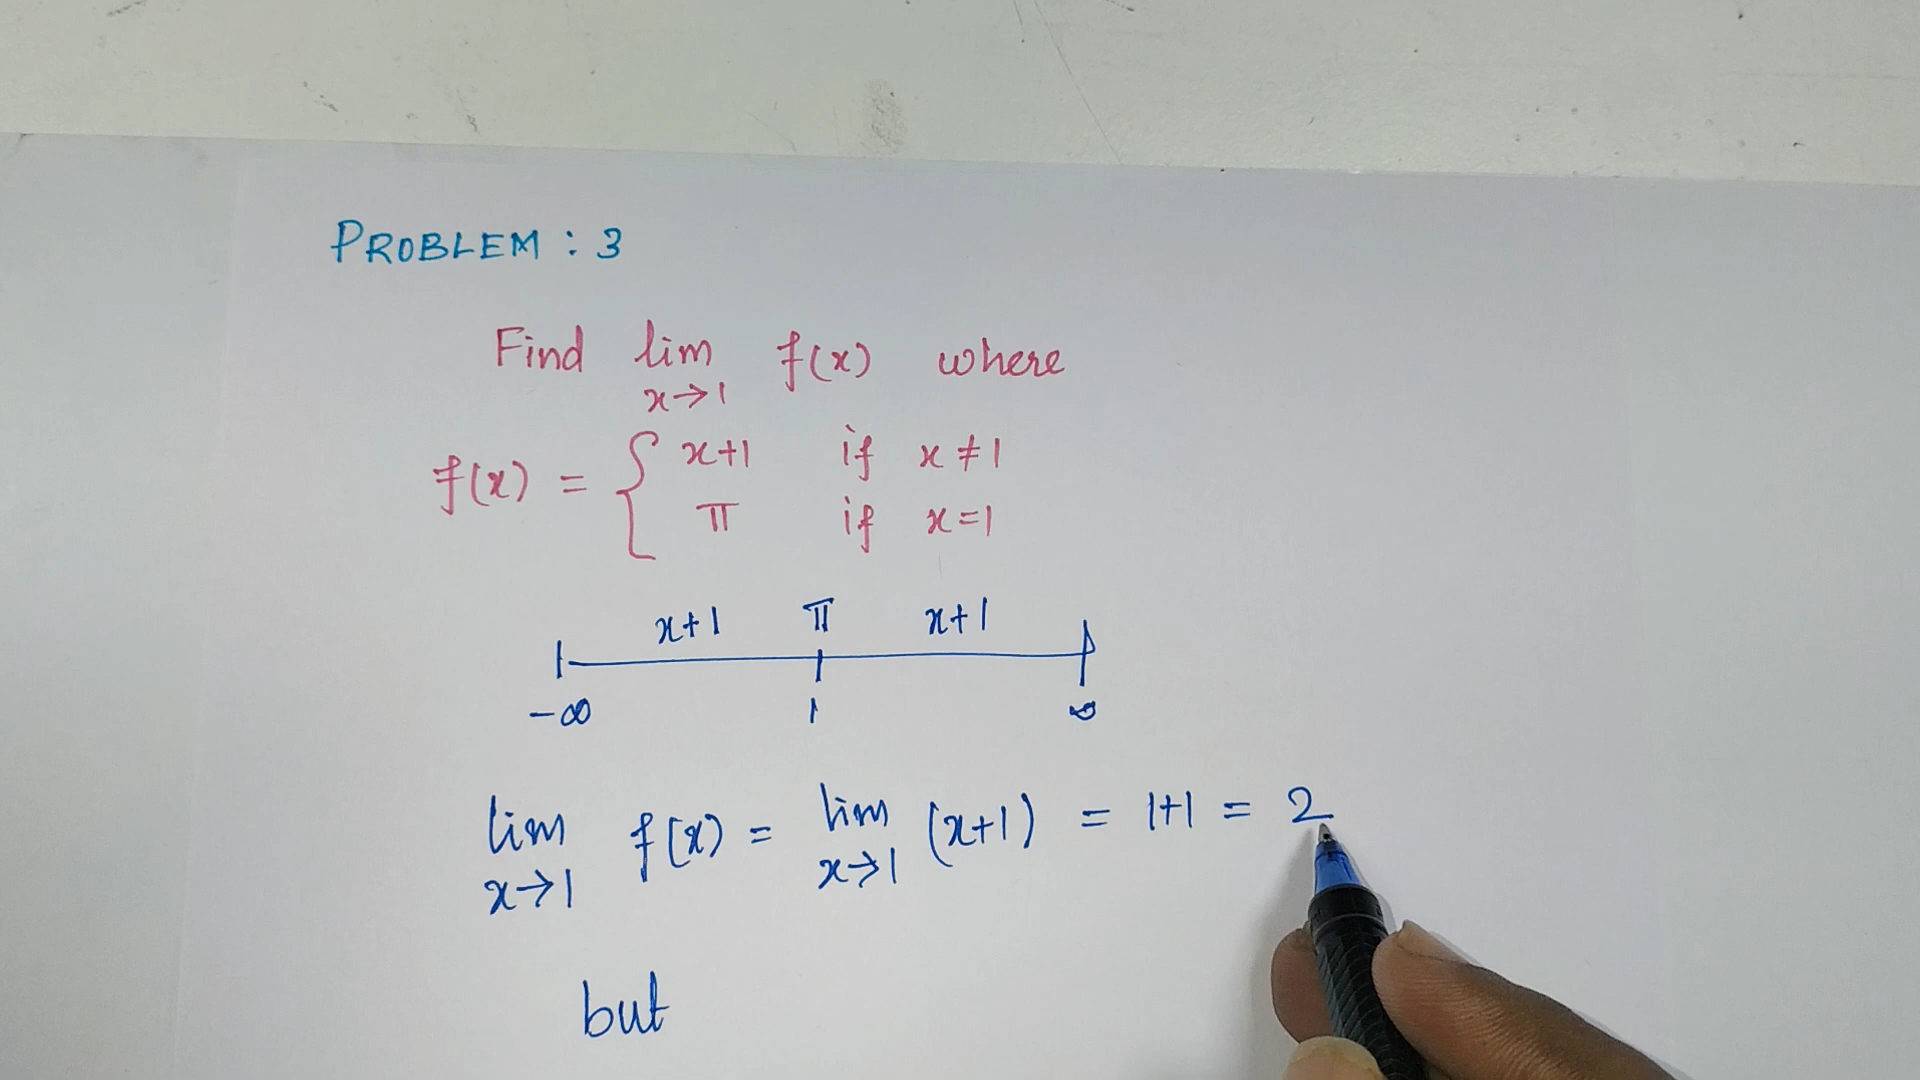 PROBLEM : 3
Find lim f(x) where
x→1
f(x) = { x+1 if x ≠ 1
π if x = 1
x+1 π x+1
-∞ 1 ∞
lim f(x) = lim (x+1) = 1+1 = 2
x→1 x→1
but